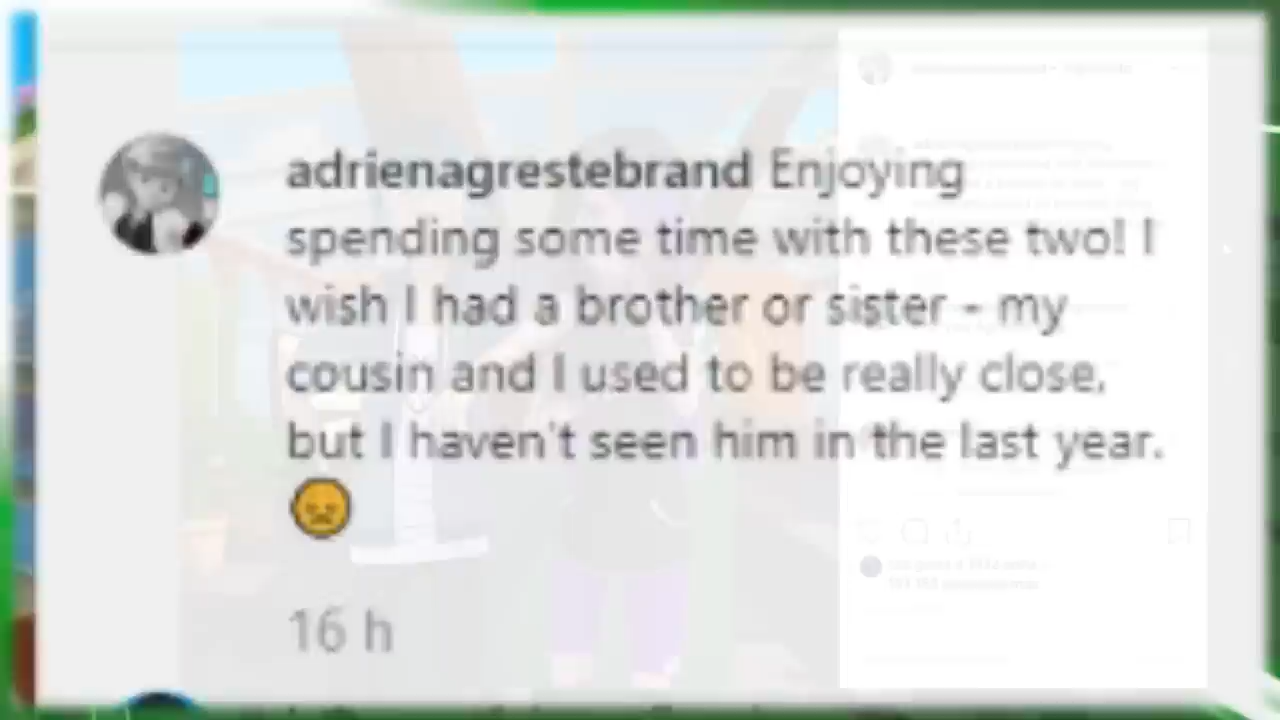 adrienagrestebrand Enjoying
spending some time with these two! I
wish I had a brother or sister - my
cousin and I used to be really close,
but I haven't seen him in the last year.
16 h